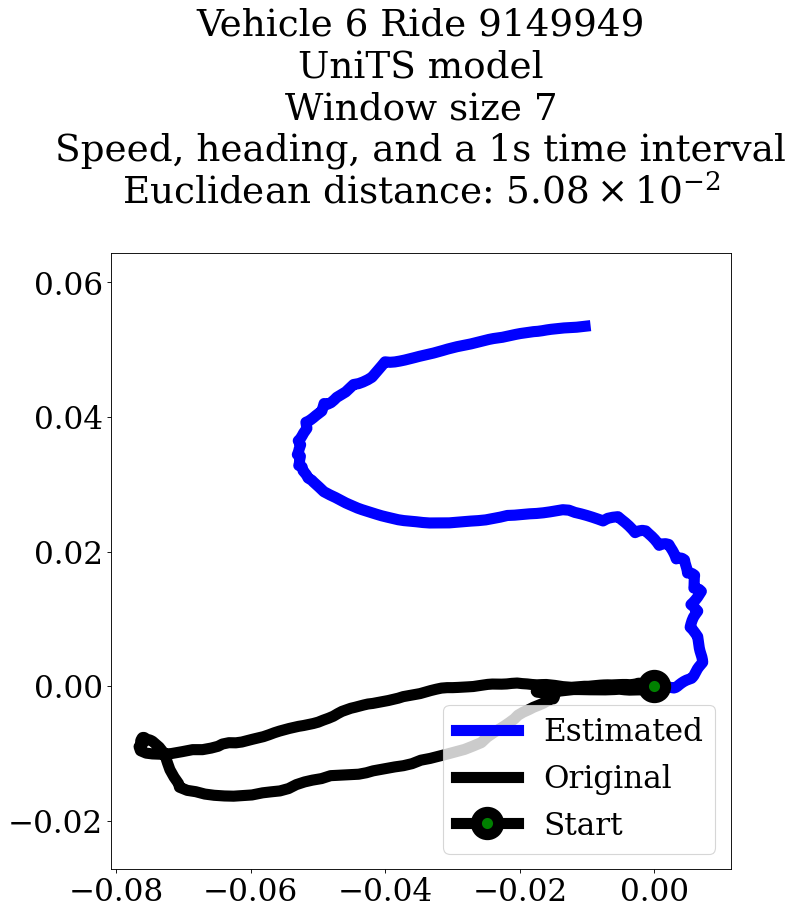 Vehicle 6 Ride 9149949
UniTS model
Window size 7
Speed, heading, and a 1s time interval
Euclidean distance: 5.08 × 10⁻²
0.06
0.04
0.02
0.00
−0.02
Estimated
Original
Start
−0.08 −0.06 −0.04 −0.02 0.00